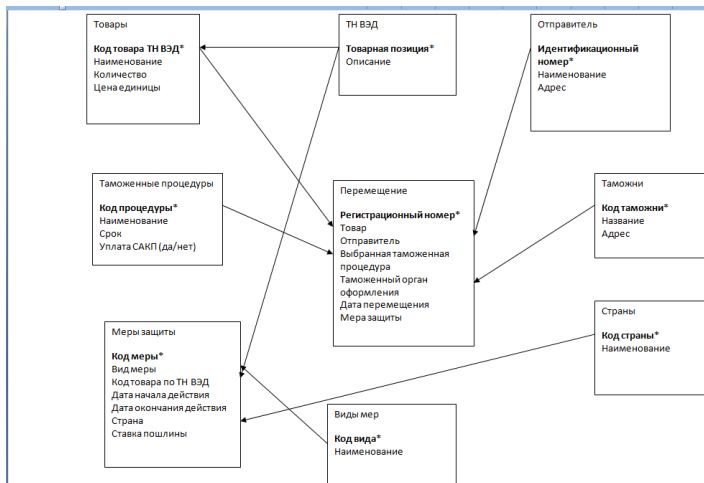 Товары
Код товара ТН ВЭД*
Наименование
Количество
Цена единицы
ТН ВЭД
Товарная позиция*
Описание
Отправитель
Идентификационный
номер*
Наименование
Адрес
Таможенные процедуры
Код процедуры*
Наименование
Срок
Уплата САКП (да/нет)
Перемещение
Регистрационный номер*
Товар
Отправитель
Выбранная таможенная
процедура
Таможенный орган
оформления
Дата перемещения
Мера защиты
Таможни
Код таможни*
Название
Адрес
Меры защиты
Код меры*
Вид меры
Код товара по ТН ВЭД
Дата начала действия
Дата окончания действия
Страна
Ставка пошлины
Страны
Код страны*
Наименование
Виды мер
Код вида*
Наименование